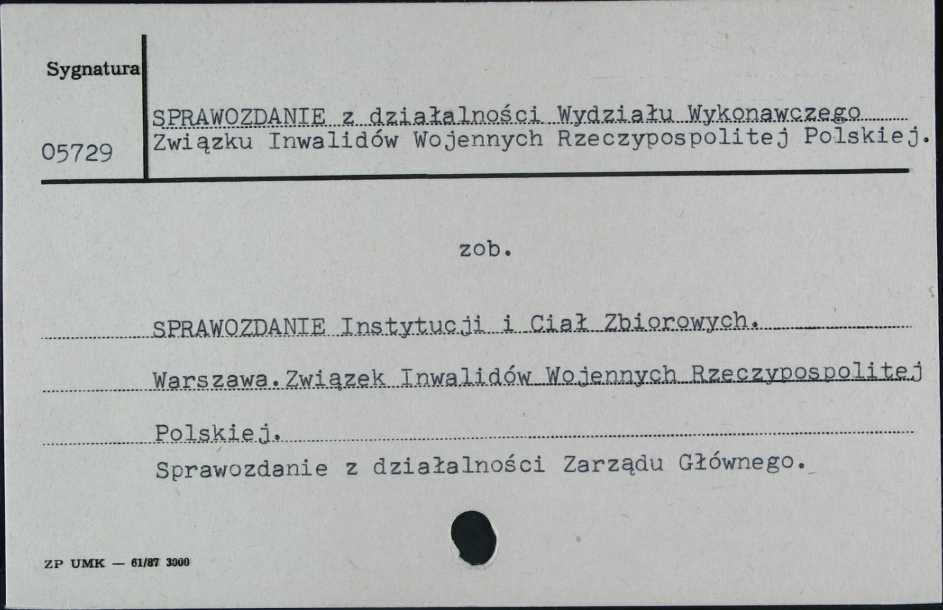 Sygnatura
05729
SPRAWOZDANIE z działalności Wydziału Wykonawczego
Związku Inwalidów Wojennych Rzeczypospolitej Polskiej.
zob.
SPRAWOZDANIE Instytucji i Ciał Zbiorowych.
Warszawa.Związek Inwalidów Wojennych Rzeczypospolitej
Polskiej.
Sprawozdanie z działalności Zarządu Głównego.
ZP UMK — 61/87 3000